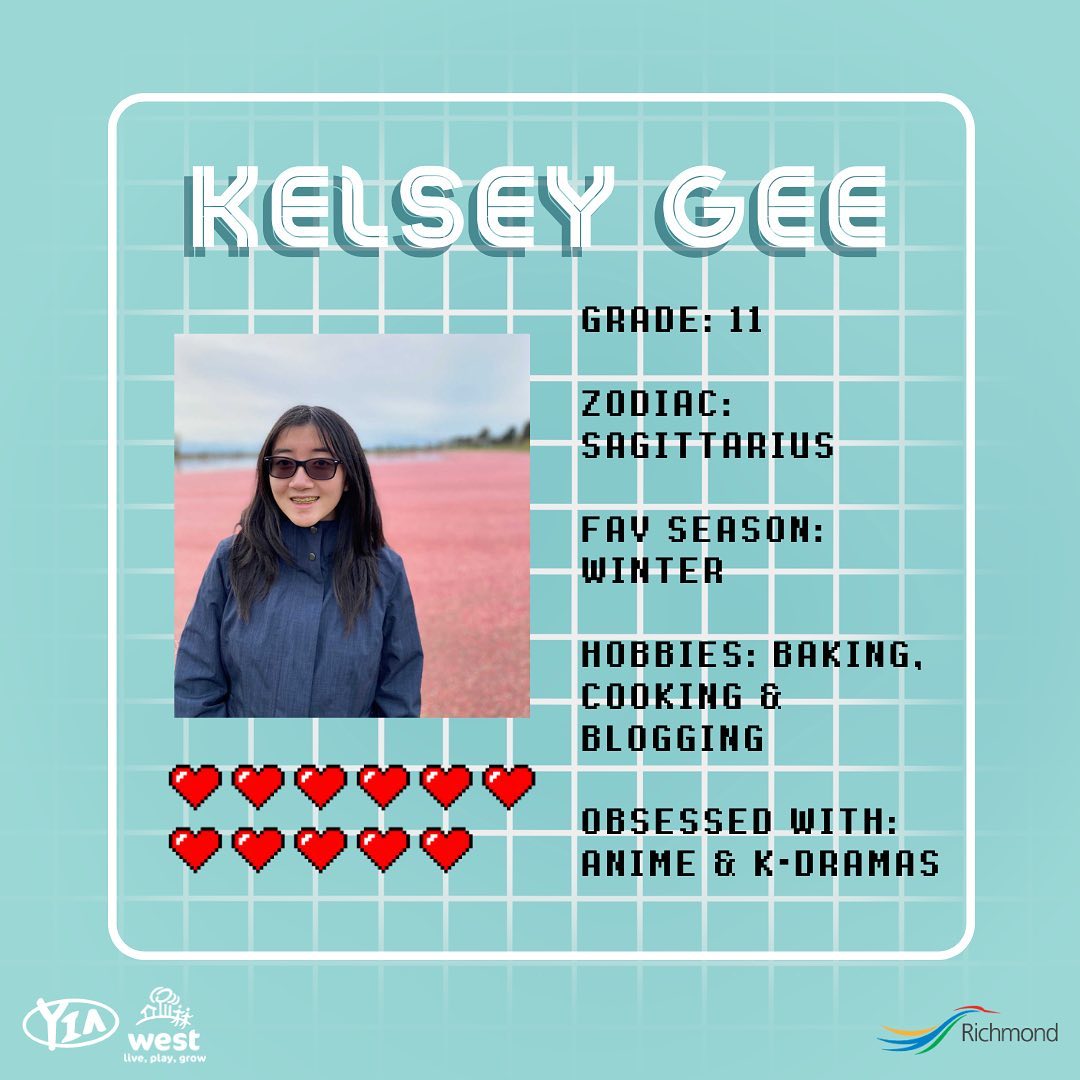 KELSEY GEE
GRADE: 11
ZODIAC:
SAGITTARIUS
FAV SEASON:
WINTER
HOBBIES: BAKING,
COOKING &
BLOGGING
OBSESSED WITH:
ANIME & K-DRAMAS
YIA
west
live, play, grow
Richmond